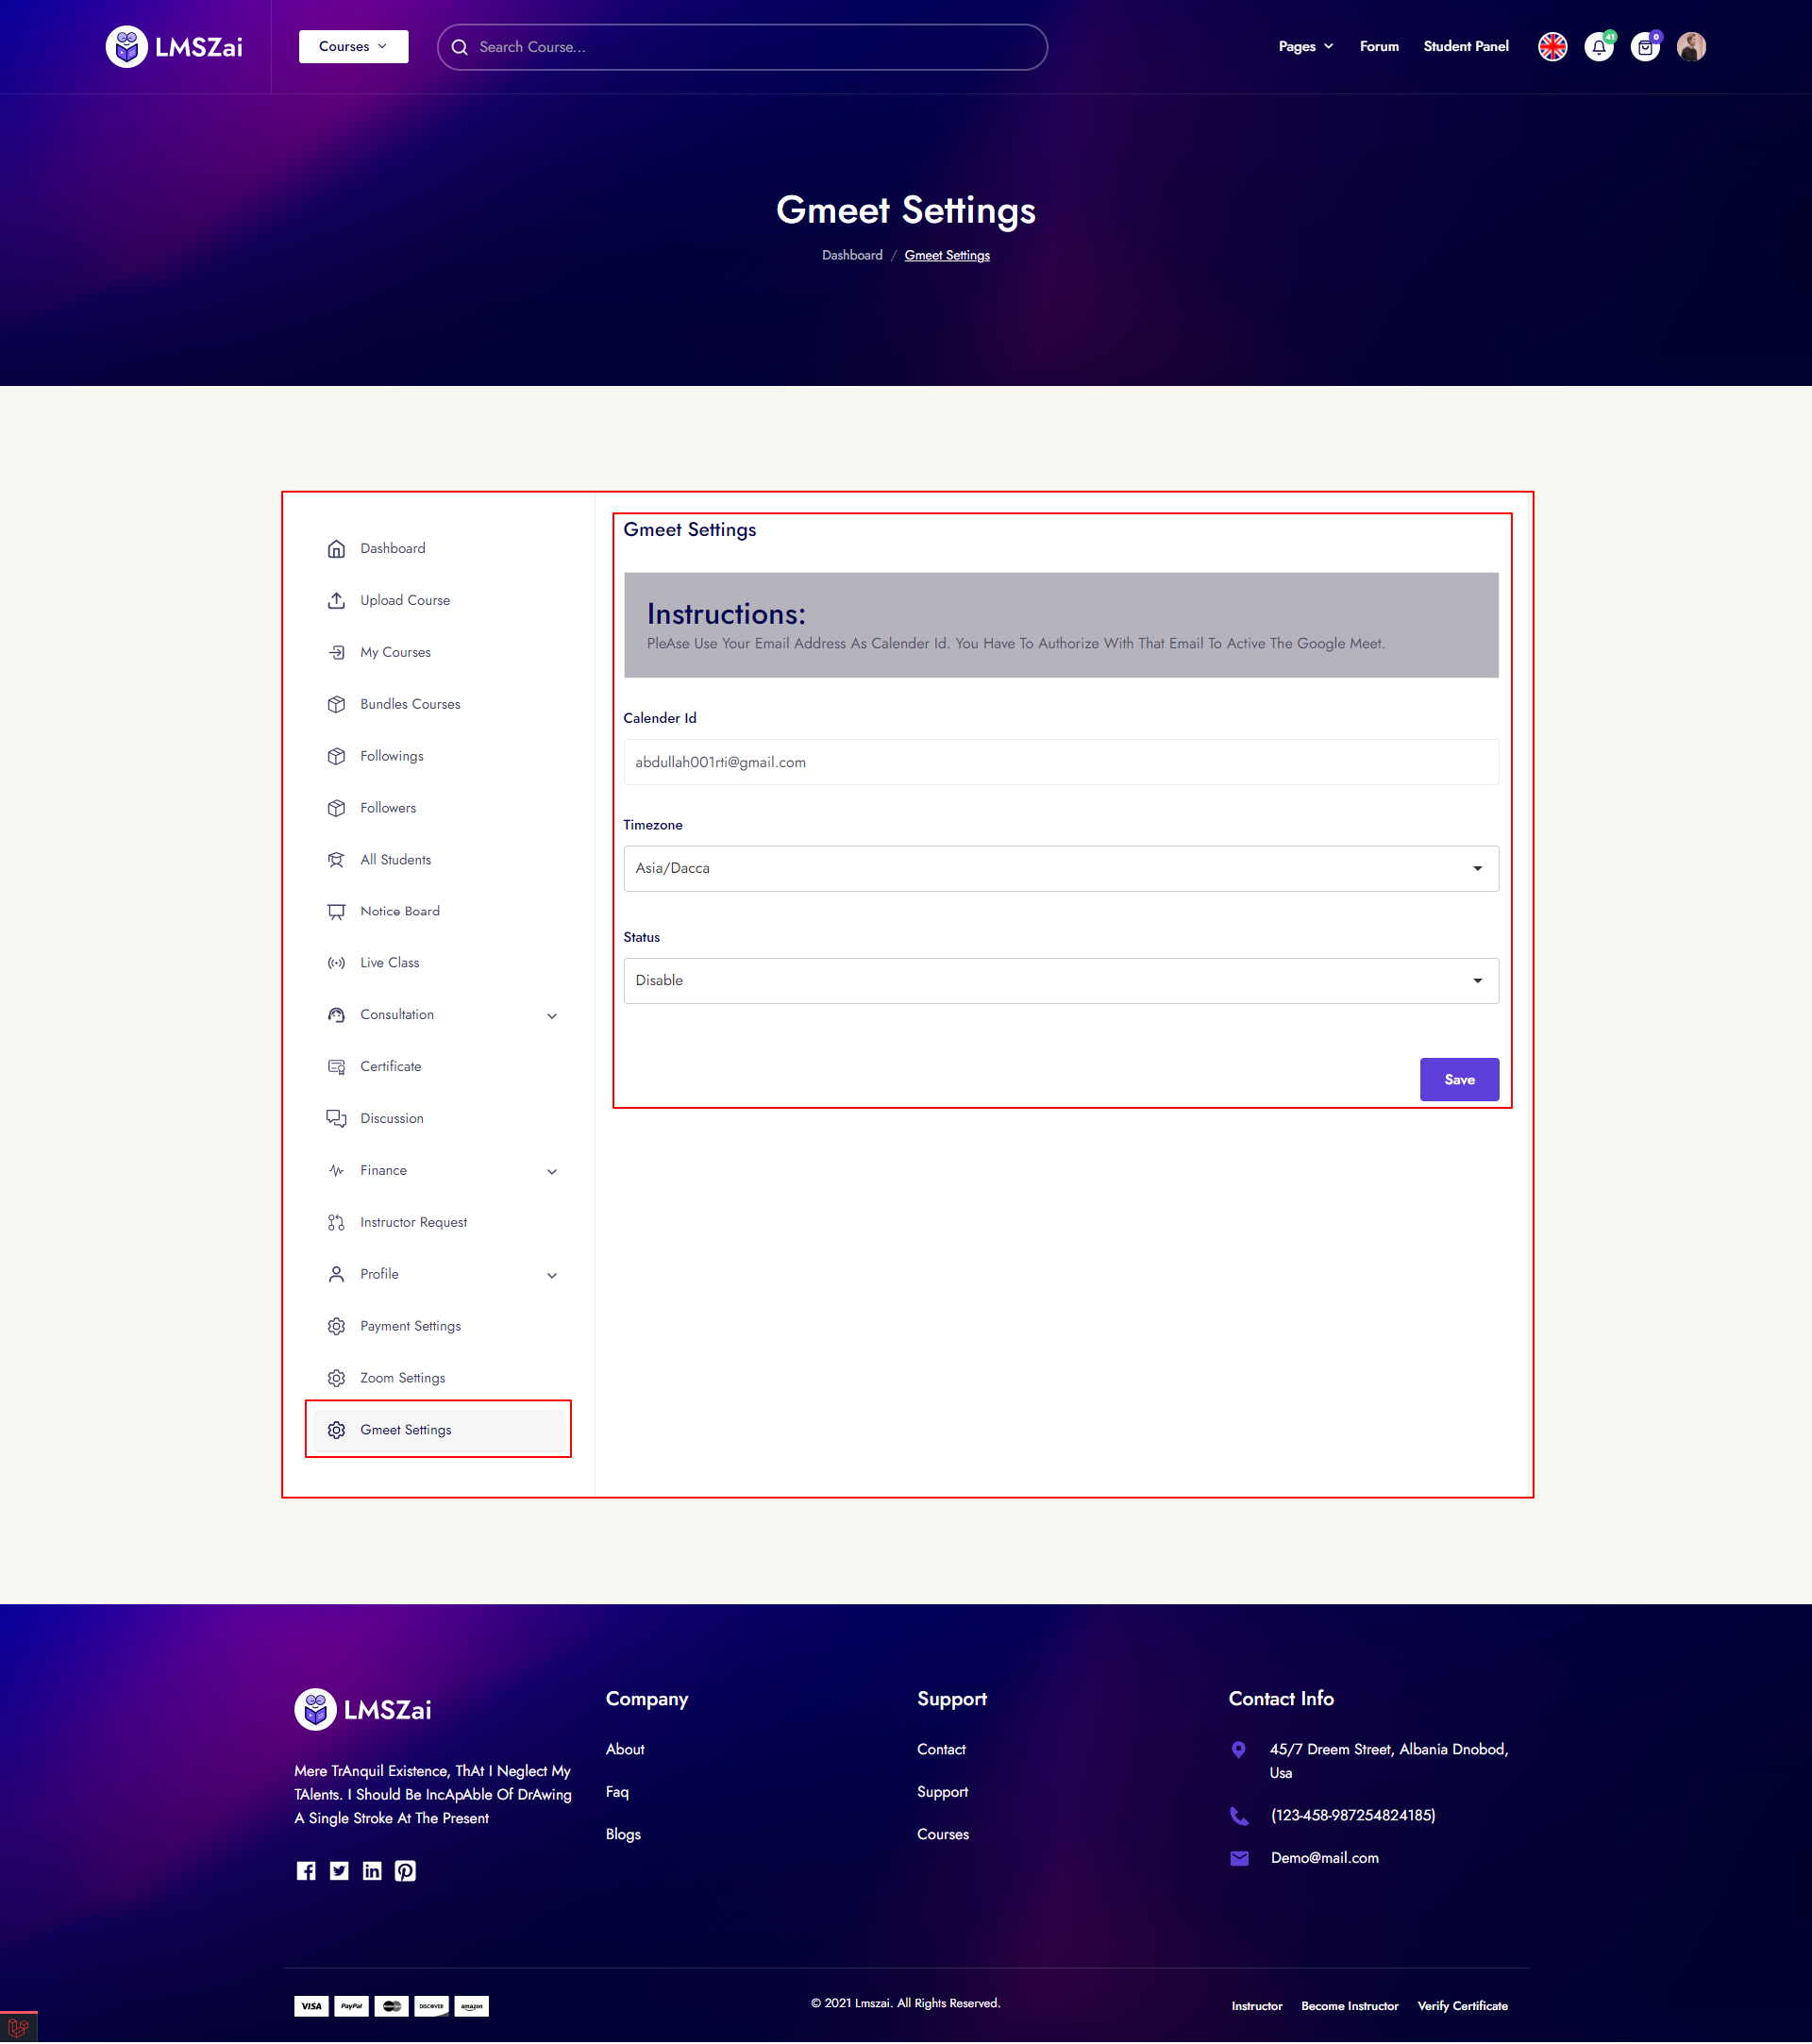 LMSZai
Courses
Search Course...
Pages
Forum
Student Panel
41
0
Gmeet Settings
Dashboard / Gmeet Settings
Dashboard
Upload Course
My Courses
Bundles Courses
Followings
Followers
All Students
Notice Board
Live Class
Consultation
Certificate
Discussion
Finance
Instructor Request
Profile
Payment Settings
Zoom Settings
Gmeet Settings
Gmeet Settings
Instructions:
PleAse Use Your Email Address As Calender Id. You Have To Authorize With That Email To Active The Google Meet.
Calender Id
abdullah001rti@gmail.com
Timezone
Asia/Dacca
Status
Disable
Save
LMSZai
Mere TrAnquil Existence, ThAt I Neglect My
TAlents. I Should Be IncApAble Of DrAwing
A Single Stroke At The Present
Company
About
Faq
Blogs
Support
Contact
Support
Courses
Contact Info
45/7 Dreem Street, Albania Dnobod,
Usa
(123-458-987254824185)
Demo@mail.com
VISA
PayPal
DISCOVER
amazon
© 2021 Lmszai. All Rights Reserved.
Instructor
Become Instructor
Verify Certificate